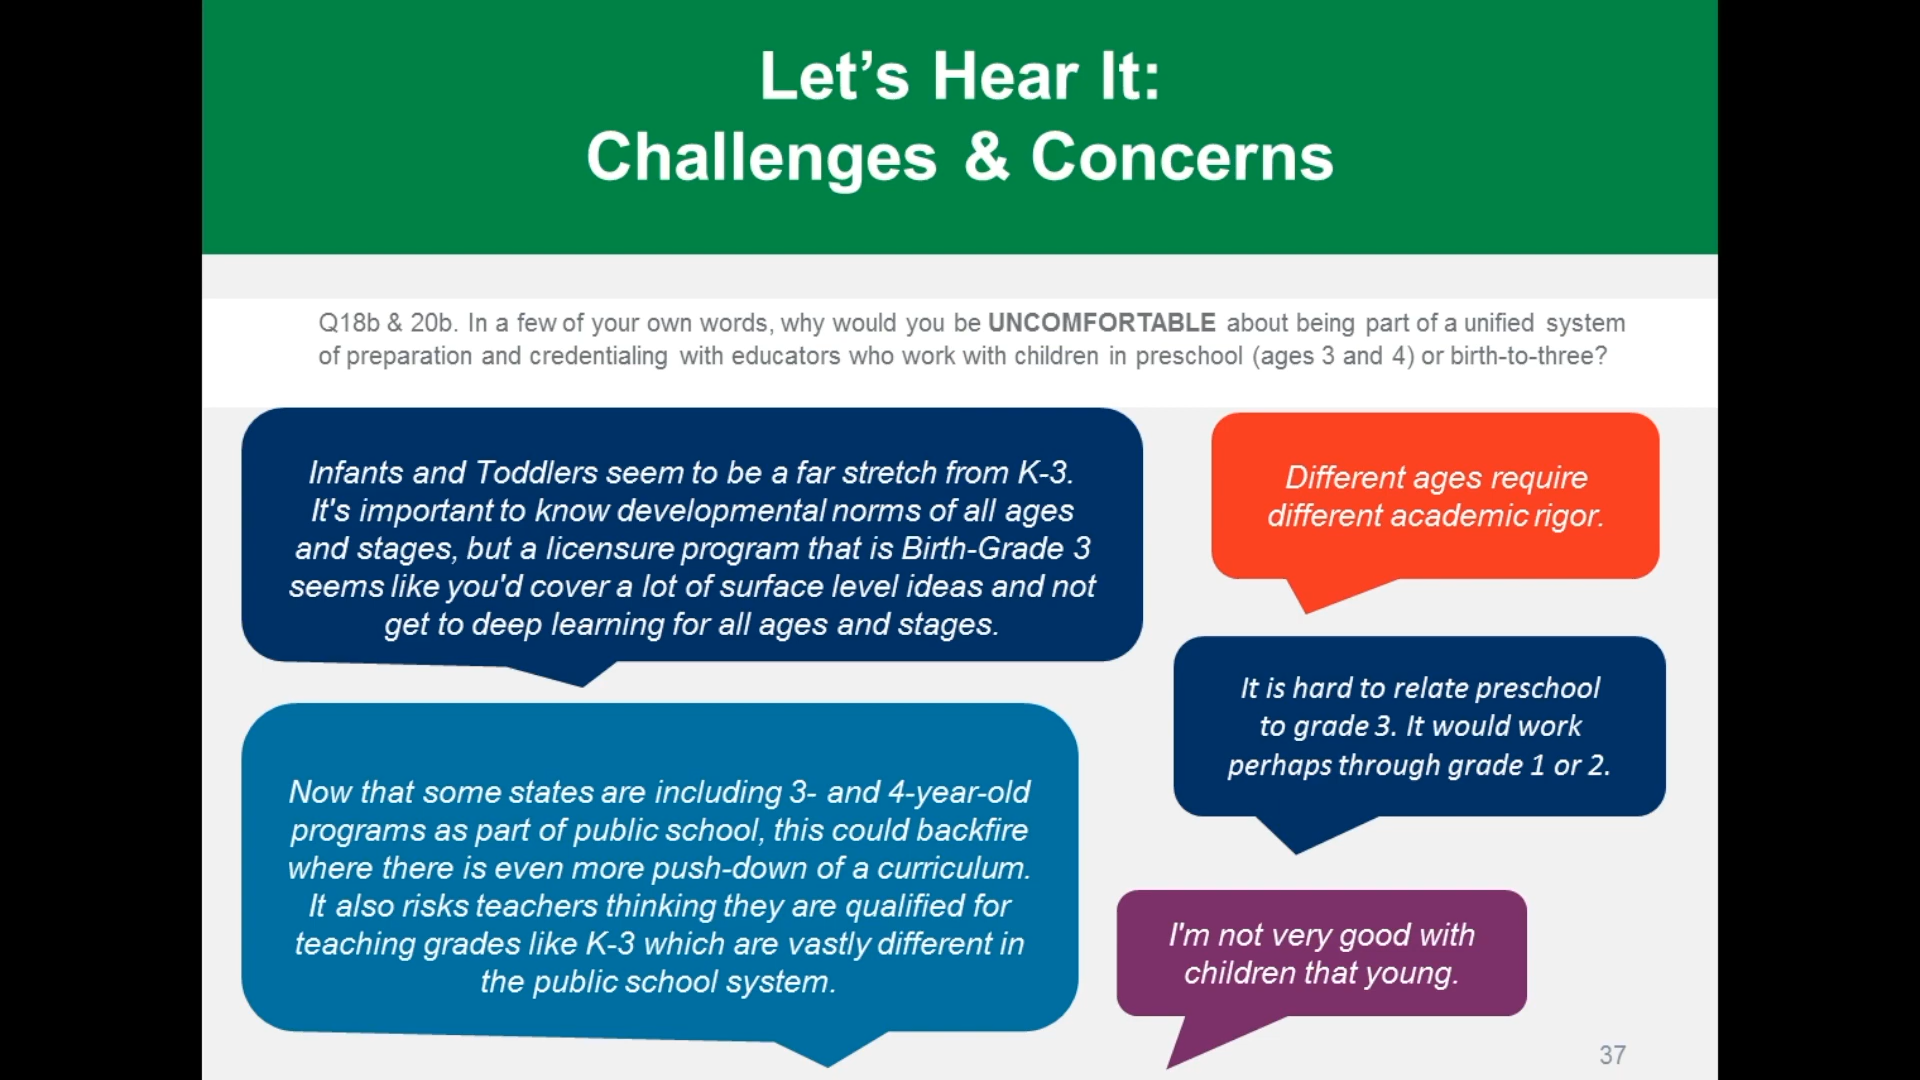 Let’s Hear It:
Challenges & Concerns
Q18b & 20b. In a few of your own words, why would you be UNCOMFORTABLE about being part of a unified system
of preparation and credentialing with educators who work with children in preschool (ages 3 and 4) or birth-to-three?
Infants and Toddlers seem to be a far stretch from K-3.
It's important to know developmental norms of all ages
and stages, but a licensure program that is Birth-Grade 3
seems like you'd cover a lot of surface level ideas and not
get to deep learning for all ages and stages.
Different ages require
different academic rigor.
It is hard to relate preschool
to grade 3. It would work
perhaps through grade 1 or 2.
Now that some states are including 3- and 4-year-old
programs as part of public school, this could backfire
where there is even more push-down of a curriculum.
It also risks teachers thinking they are qualified for
teaching grades like K-3 which are vastly different in
the public school system.
I'm not very good with
children that young.
37